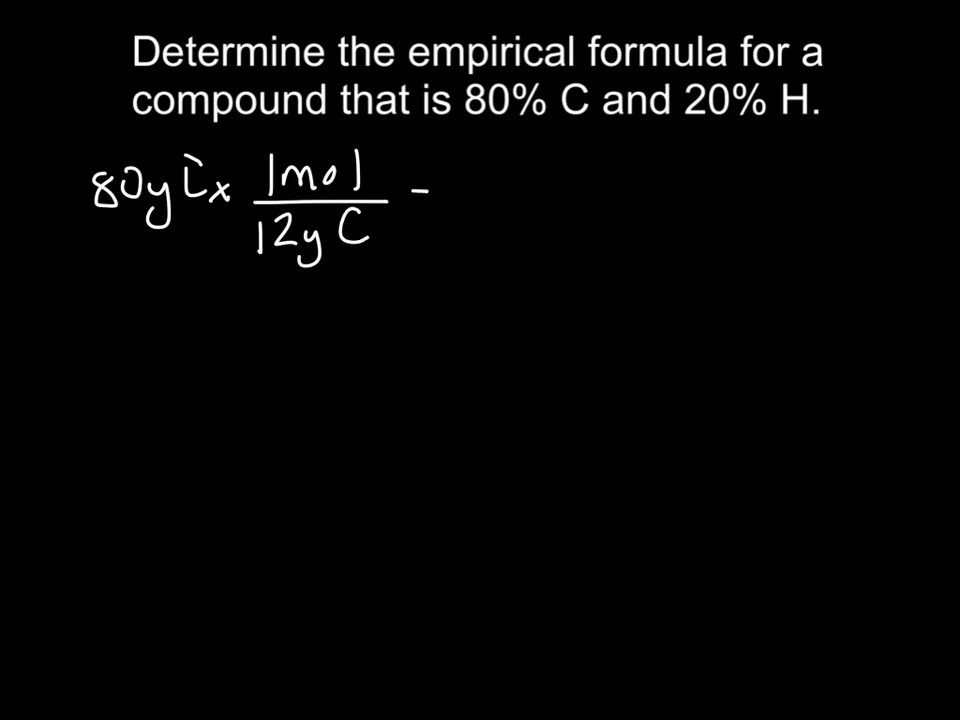 Determine the empirical formula for a
compound that is 80% C and 20% H.
80g C x 1mol =
12g C